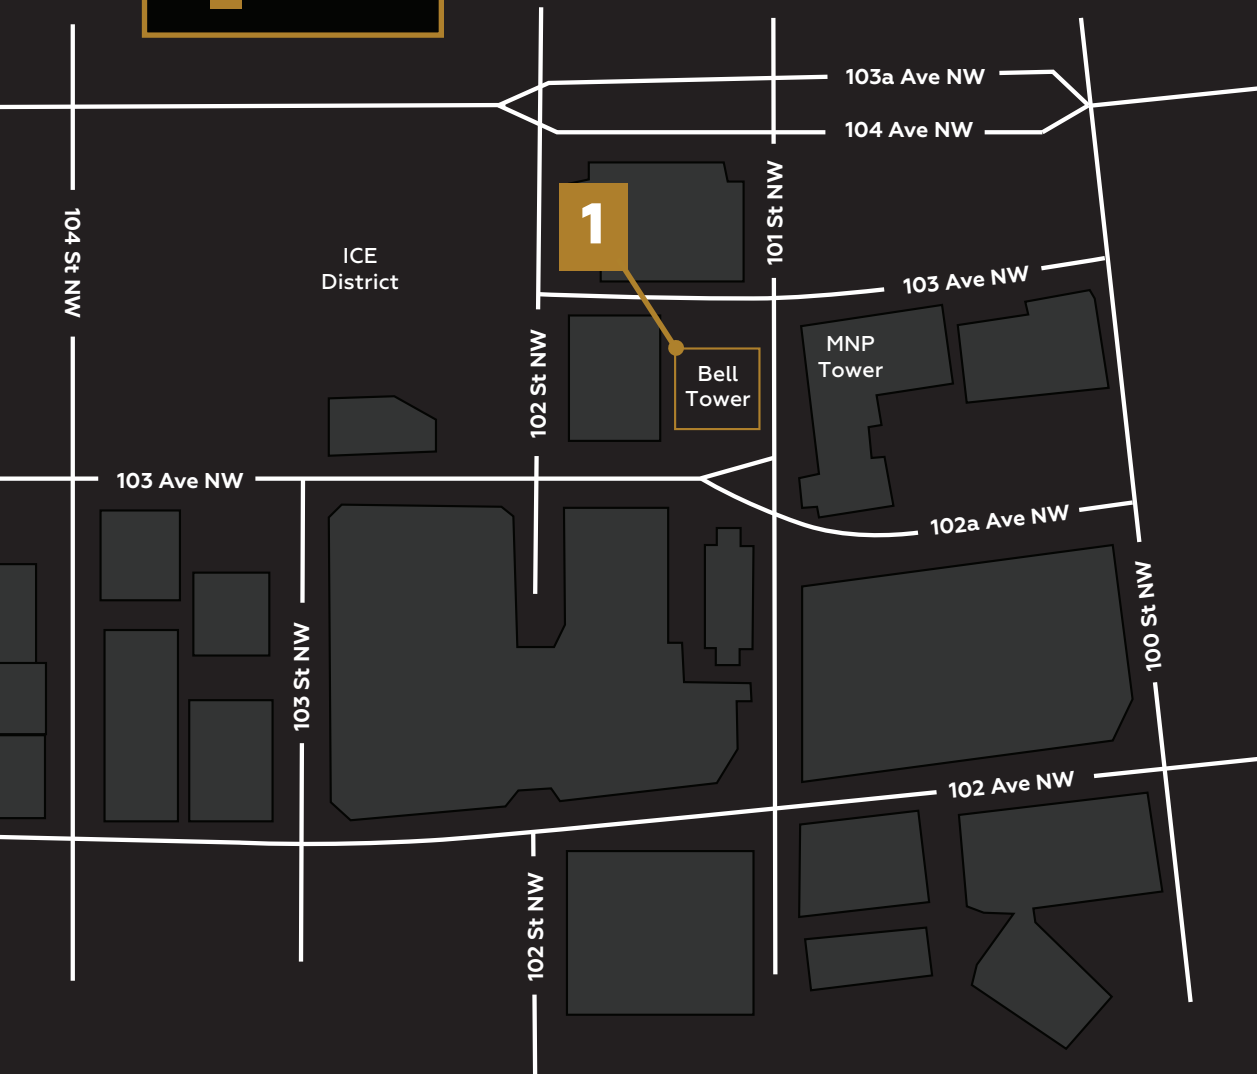 103a Ave NW
104 Ave NW
101 St NW
1
104 St NW
ICE
District
103 Ave NW
102 St NW
MNP
Tower
Bell
Tower
103 Ave NW
102a Ave NW
100 St NW
103 St NW
102 Ave NW
102 St NW